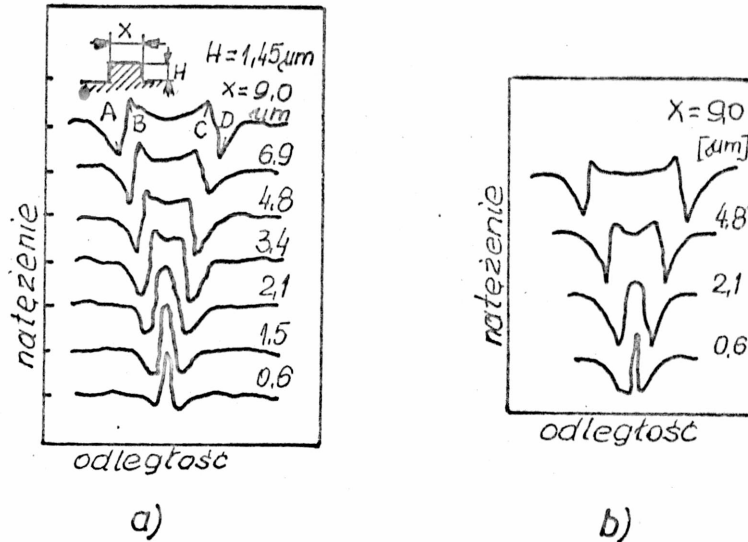 X
H
H = 1,45 µm
X = 9,0
µm
A
B
C
D
6,9
4,8
3,4
2,1
1,5
0,6
natężenie
odległość
a)
X = 9,0
[µm]
4,8
2,1
0,6
natężenie
odległość
b)